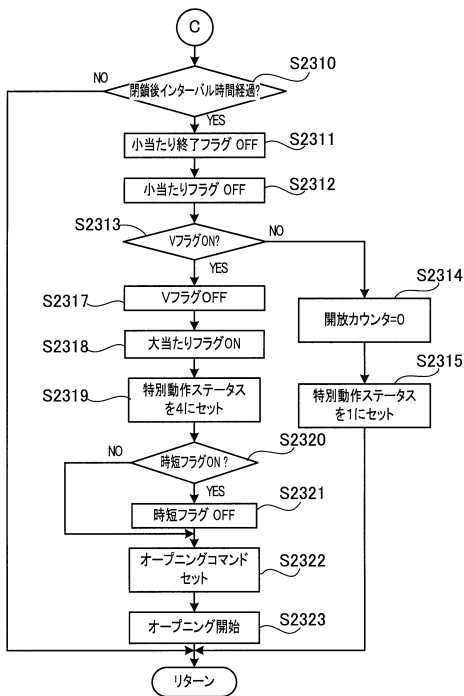 C
S2310
NO
閉鎖後インターバル時間経過?
YES
S2311
小当たり終了フラグ OFF
S2312
小当たりフラグ OFF
S2313
NO
VフラグON?
YES
S2314
S2317
VフラグOFF
開放カウンタ=0
S2318
大当たりフラグON
S2315
S2319
特別動作ステータス
を4にセット
特別動作ステータス
を1にセット
S2320
NO
時短フラグON?
YES
S2321
時短フラグ OFF
オープニングコマンド
セット
S2322
S2323
オープニング開始
リターン